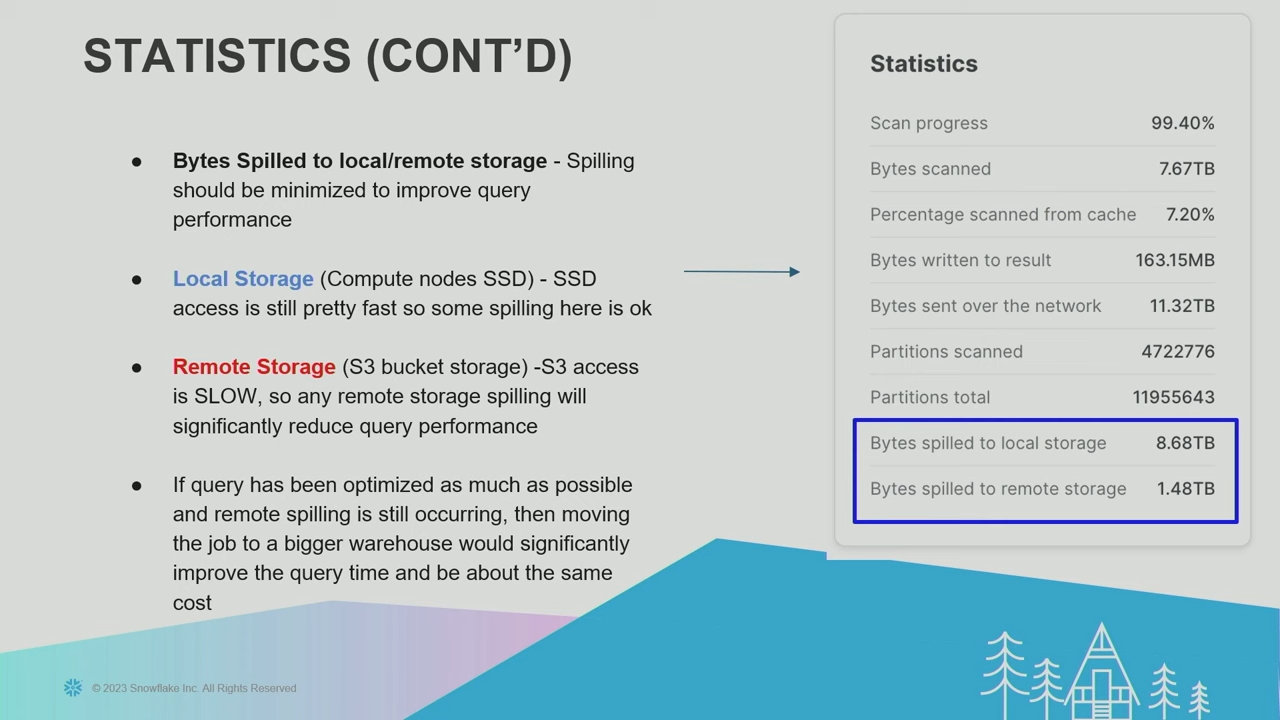 STATISTICS (CONT’D)
● Bytes Spilled to local/remote storage - Spilling
should be minimized to improve query
performance
● Local Storage (Compute nodes SSD) - SSD
access is still pretty fast so some spilling here is ok
● Remote Storage (S3 bucket storage) -S3 access
is SLOW, so any remote storage spilling will
significantly reduce query performance
● If query has been optimized as much as possible
and remote spilling is still occurring, then moving
the job to a bigger warehouse would significantly
improve the query time and be about the same
cost
Statistics
Scan progress 99.40%
Bytes scanned 7.67TB
Percentage scanned from cache 7.20%
Bytes written to result 163.15MB
Bytes sent over the network 11.32TB
Partitions scanned 4722776
Partitions total 11955643
Bytes spilled to local storage 8.68TB
Bytes spilled to remote storage 1.48TB
© 2023 Snowflake Inc. All Rights Reserved